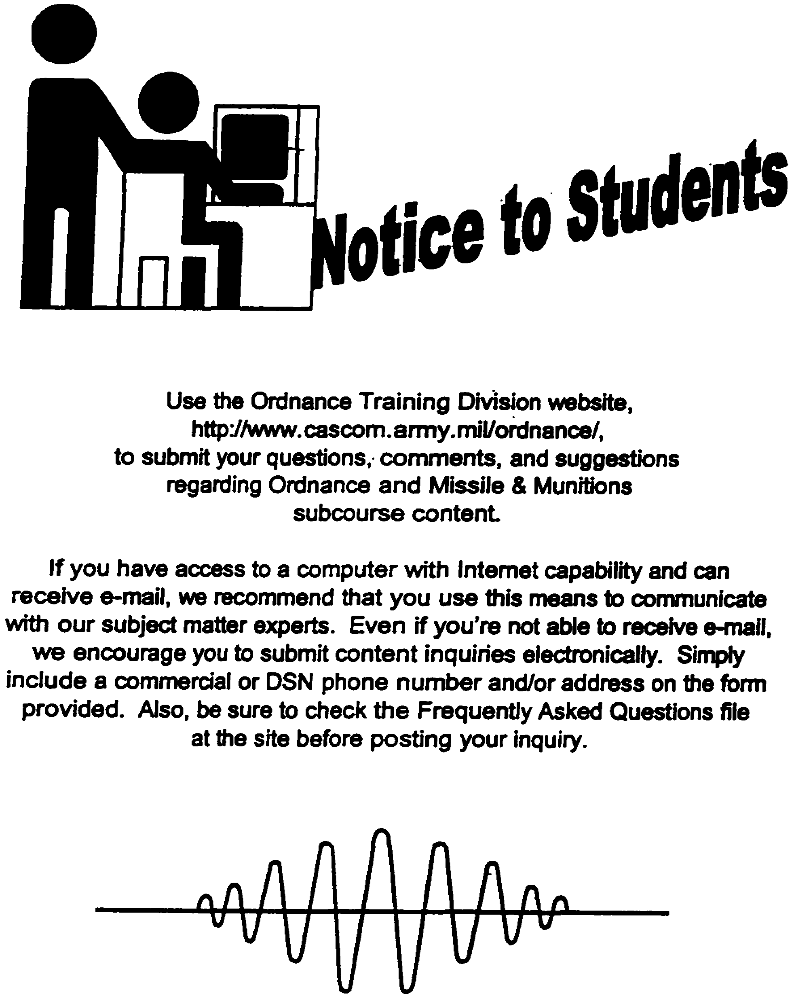 Notice to Students
Use the Ordnance Training Division website,
http://www.cascom.army.mil/ordnance/,
to submit your questions, comments, and suggestions
regarding Ordnance and Missile & Munitions
subcourse content.
If you have access to a computer with Internet capability and can
receive e-mail, we recommend that you use this means to communicate
with our subject matter experts. Even if you're not able to receive e-mail,
we encourage you to submit content inquiries electronically. Simply
include a commercial or DSN phone number and/or address on the form
provided. Also, be sure to check the Frequently Asked Questions file
at the site before posting your inquiry.